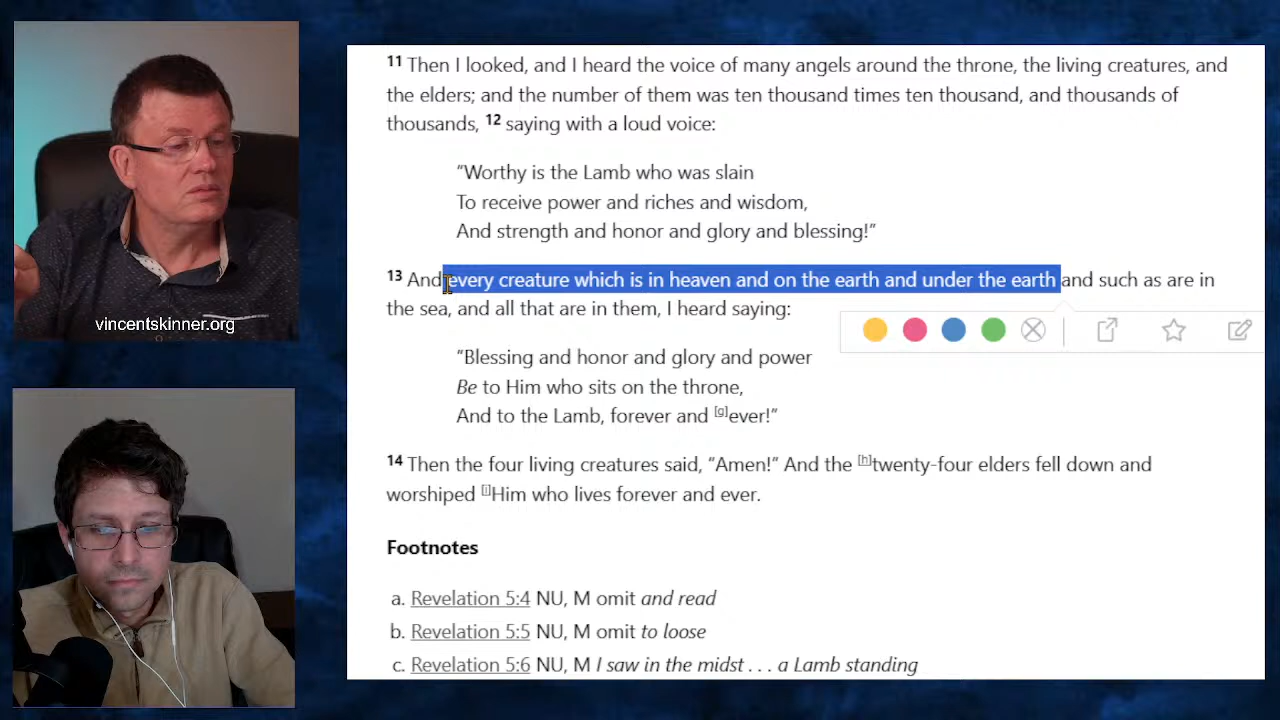 11 Then I looked, and I heard the voice of many angels around the throne, the living creatures, and
the elders; and the number of them was ten thousand times ten thousand, and thousands of
thousands, 12 saying with a loud voice:
“Worthy is the Lamb who was slain
To receive power and riches and wisdom,
And strength and honor and glory and blessing!”
13 And every creature which is in heaven and on the earth and under the earth and such as are in
the sea, and all that are in them, I heard saying:
“Blessing and honor and glory and power
Be to Him who sits on the throne,
And to the Lamb, forever and [g]ever!”
14 Then the four living creatures said, “Amen!” And the [h]twenty-four elders fell down and
worshiped [i]Him who lives forever and ever.
Footnotes
a. Revelation 5:4 NU, M omit and read
b. Revelation 5:5 NU, M omit to loose
c. Revelation 5:6 NU, M I saw in the midst . . . a Lamb standing
vincentskinner.org